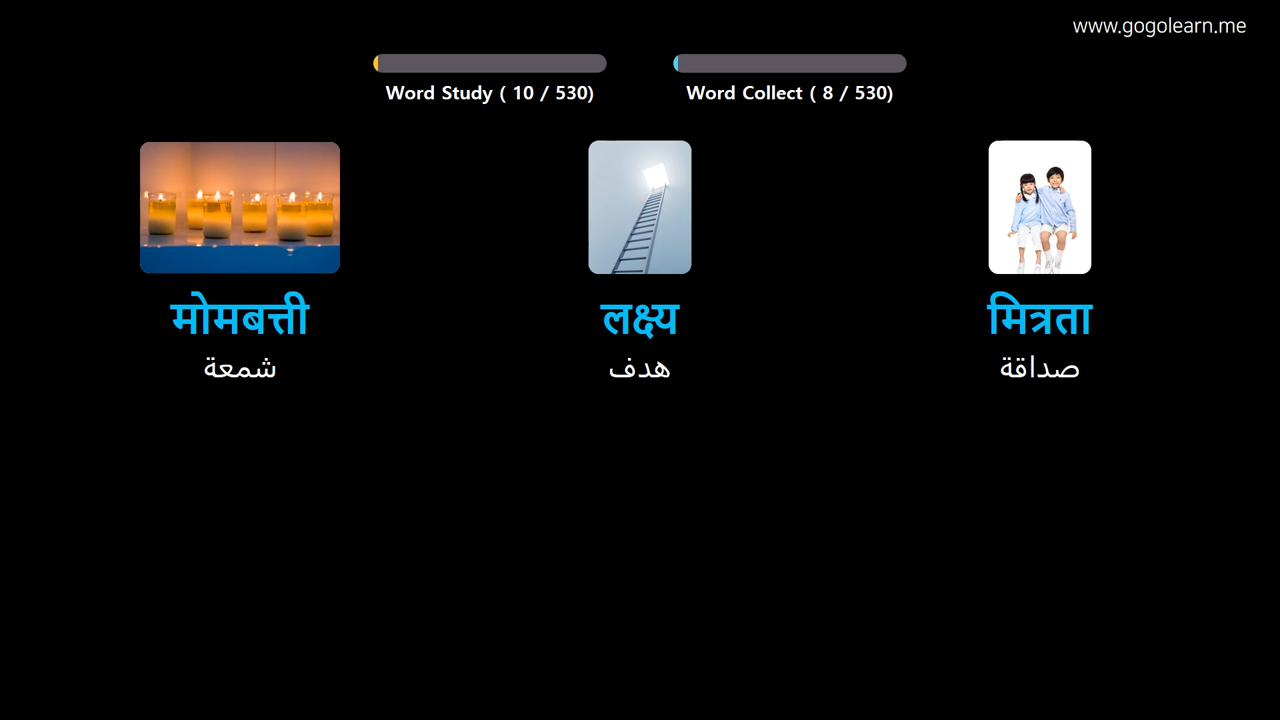 www.gogolearn.me
Word Study ( 10 / 530)
Word Collect ( 8 / 530)
मोमबत्ती
شمعة
लक्ष्य
هدف
मित्रता
صداقة